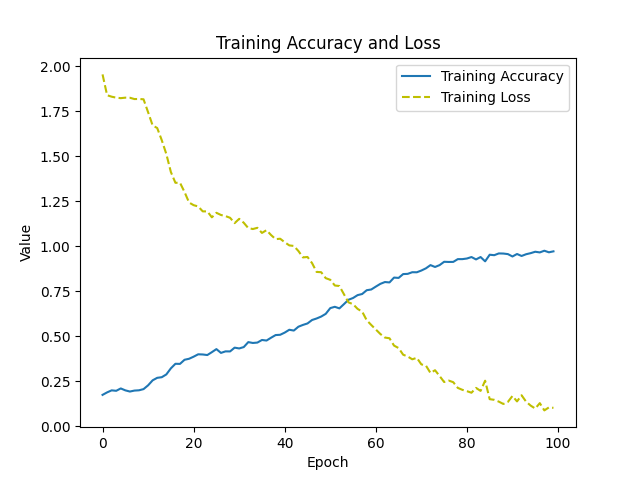 Training Accuracy and Loss
Training Accuracy
Training Loss
2.00
1.75
1.50
1.25
1.00
0.75
0.50
0.25
0.00
Value
0 20 40 60 80 100
Epoch